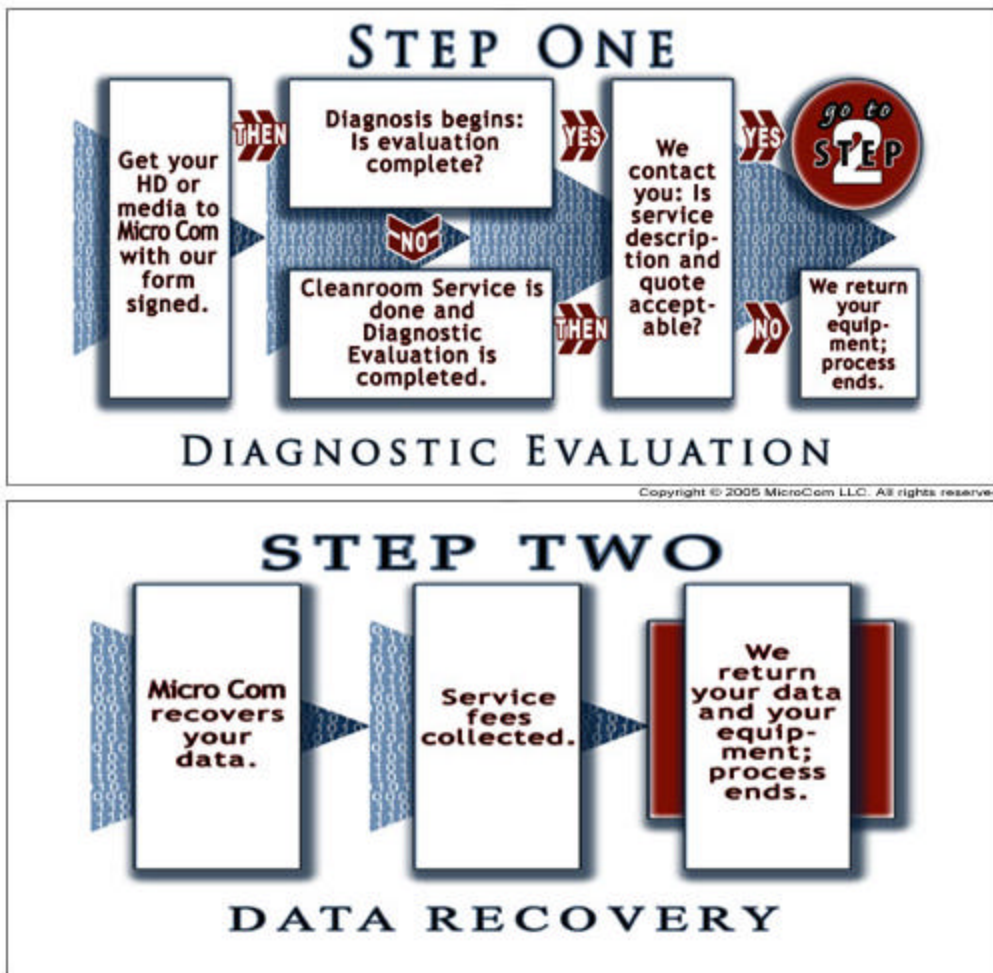 STEP ONE
Get your
HD or
media to
Micro Com
with our
form
signed.
THEN
Diagnosis begins:
Is evaluation
complete?
YES
NO
Cleanroom Service is
done and
Diagnostic
Evaluation is
completed.
THEN
We
contact
you: Is
service
descrip-
tion and
quote
accept-
able?
YES
go to
STEP
2
NO
We return
your
equip-
ment;
process
ends.
DIAGNOSTIC EVALUATION
Copyright © 2005 MicroCom LLC. All rights reserve
STEP TWO
Micro Com
recovers
your
data.
Service
fees
collected.
We
return
your data
and your
equip-
ment;
process
ends.
DATA RECOVERY